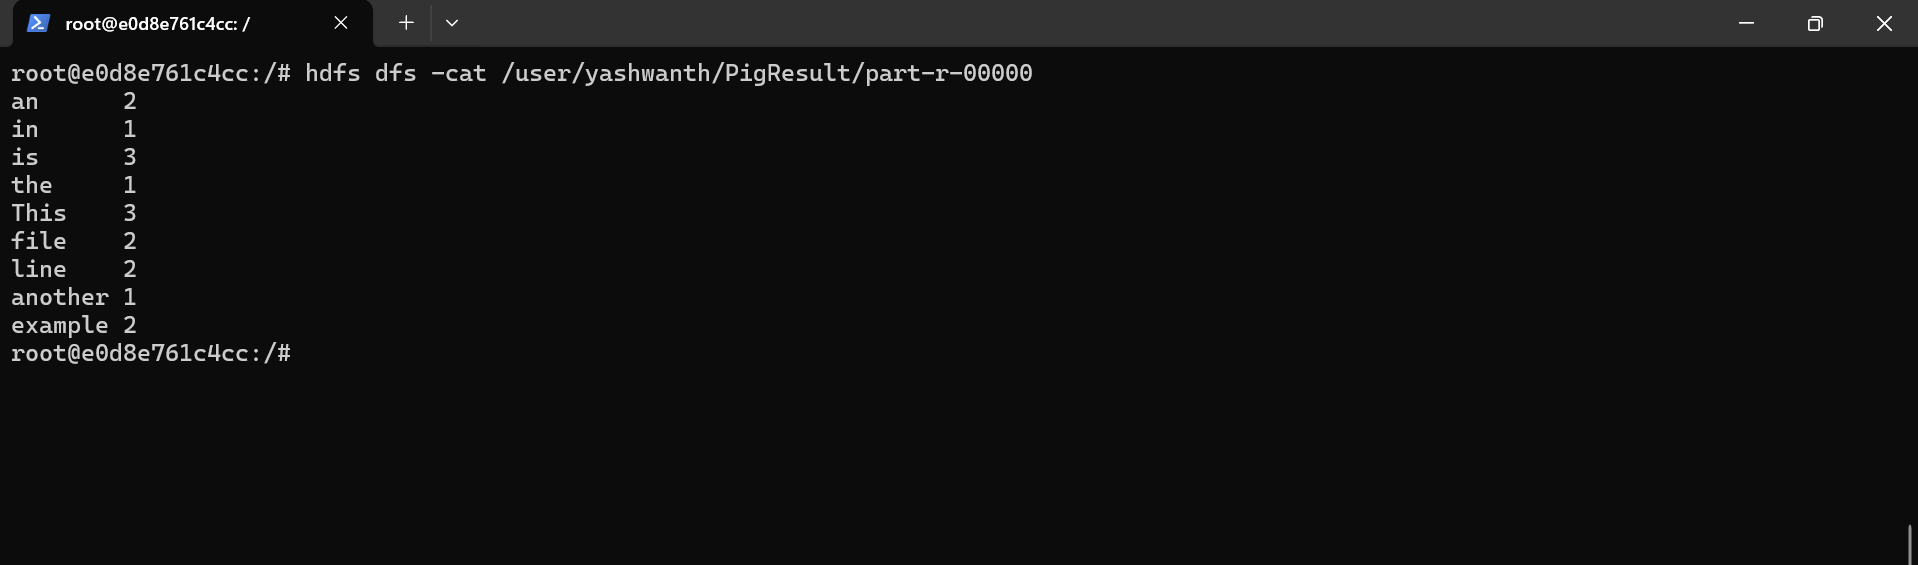 root@e0d8e761c4cc: /
root@e0d8e761c4cc:/# hdfs dfs -cat /user/yashwanth/PigResult/part-r-00000
an      2
in      1
is      3
the     1
This    3
file    2
line    2
another 1
example 2
root@e0d8e761c4cc:/#